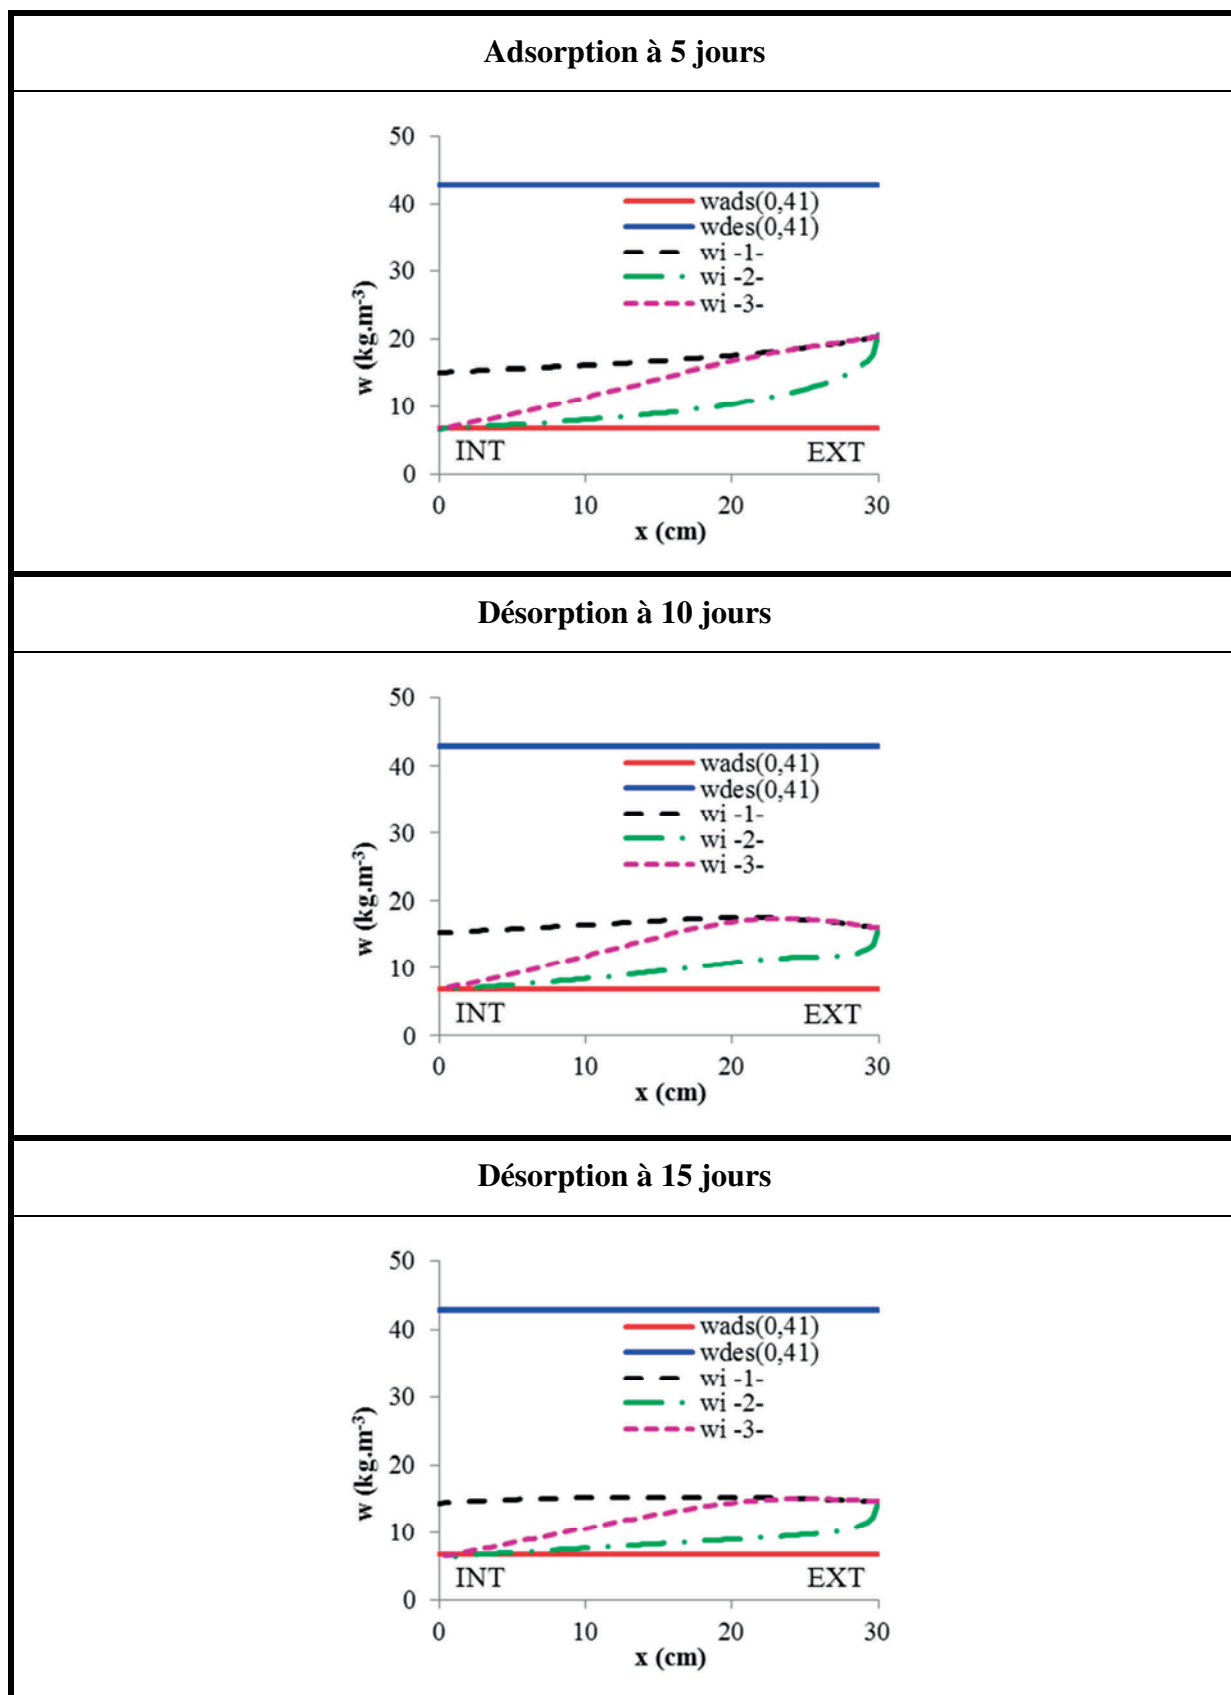 Adsorption à 5 jours
50
40
30
20
10
0
w (kg.m⁻³)
wads(0,41)
wdes(0,41)
wi -1-
wi -2-
wi -3-
INT
EXT
0 10 20 30
x (cm)
Désorption à 10 jours
50
40
30
20
10
0
w (kg.m⁻³)
wads(0,41)
wdes(0,41)
wi -1-
wi -2-
wi -3-
INT
EXT
0 10 20 30
x (cm)
Désorption à 15 jours
50
40
30
20
10
0
w (kg.m⁻³)
wads(0,41)
wdes(0,41)
wi -1-
wi -2-
wi -3-
INT
EXT
0 10 20 30
x (cm)